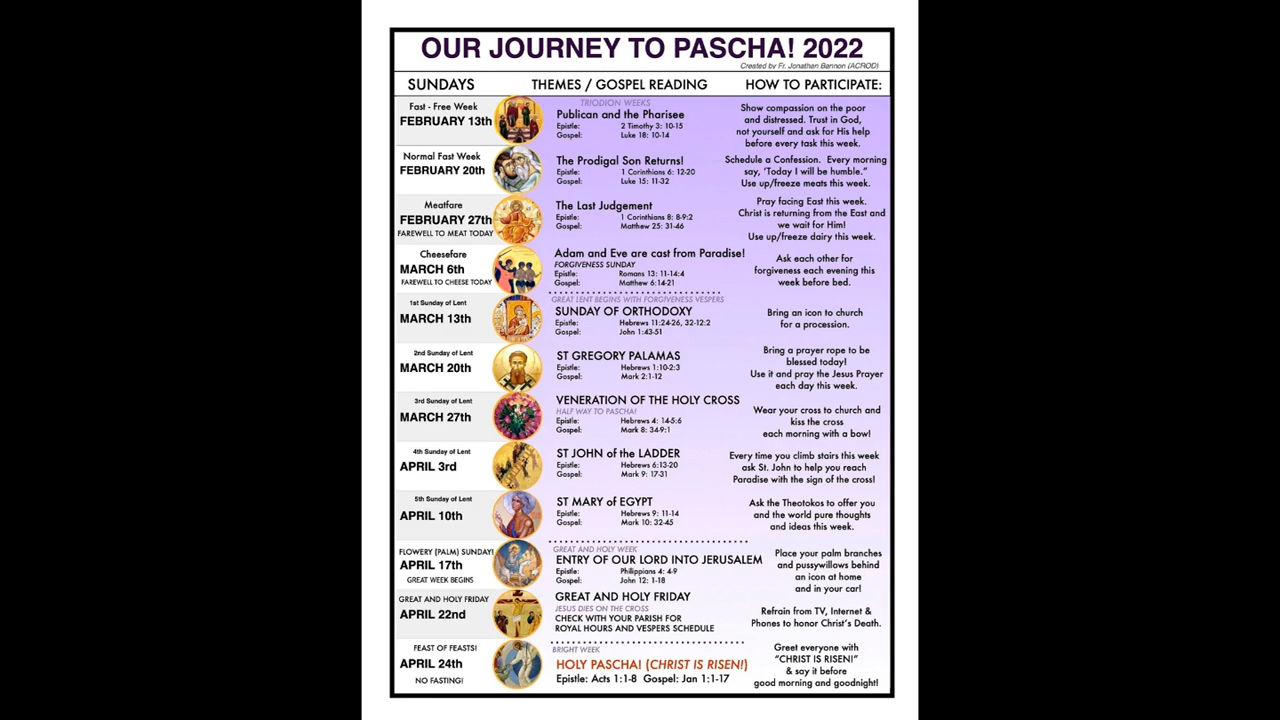 OUR JOURNEY TO PASCHA! 2022
Created by Fr. Jonathan Bannon (ACROD)
SUNDAYS THEMES / GOSPEL READING HOW TO PARTICIPATE:
Fast - Free Week
FEBRUARY 13th
TRIODION WEEKS
Publican and the Pharisee
Epistle: 2 Timothy 3: 10-15
Gospel: Luke 18: 10-14
Show compassion on the poor
and distressed. Trust in God,
not yourself and ask for His help
before every task this week.
Normal Fast Week
FEBRUARY 20th
The Prodigal Son Returns!
Epistle: 1 Corinthians 6: 12-20
Gospel: Luke 15: 11-32
Schedule a Confession. Every morning
say, ‘Today I will be humble.”
Use up/freeze meats this week.
Meatfare
FEBRUARY 27th
FAREWELL TO MEAT TODAY
The Last Judgement
Epistle: 1 Corinthians 8: 8-9:2
Gospel: Matthew 25: 31-46
Pray facing East this week.
Christ is returning from the East and
we wait for Him!
Use up/freeze dairy this week.
Cheesefare
MARCH 6th
FAREWELL TO CHEESE TODAY
Adam and Eve are cast from Paradise!
FORGIVENESS SUNDAY
Epistle: Romans 13: 11-14:4
Gospel: Matthew 6:14-21
Ask each other for
forgiveness each evening this
week before bed.
1st Sunday of Lent
MARCH 13th
GREAT LENT BEGINS WITH FORGIVENESS VESPERS
SUNDAY OF ORTHODOXY
Epistle: Hebrews 11:24-26, 32-12:2
Gospel: John 1:43-51
Bring an icon to church
for a procession.
2nd Sunday of Lent
MARCH 20th
ST GREGORY PALAMAS
Epistle: Hebrews 1:10-2:3
Gospel: Mark 2:1-12
Bring a prayer rope to be
blessed today!
Use it and pray the Jesus Prayer
each day this week.
3rd Sunday of Lent
MARCH 27th
VENERATION OF THE HOLY CROSS
HALF WAY TO PASCHA!
Epistle: Hebrews 4: 14-5:6
Gospel: Mark 8: 34-9:1
Wear your cross to church and
kiss the cross
each morning with a bow!
4th Sunday of Lent
APRIL 3rd
ST JOHN of the LADDER
Epistle: Hebrews 6:13-20
Gospel: Mark 9: 17-31
Every time you climb stairs this week
ask St. John to help you reach
Paradise with the sign of the cross!
5th Sunday of Lent
APRIL 10th
ST MARY of EGYPT
Epistle: Hebrews 9: 11-14
Gospel: Mark 10: 32-45
Ask the Theotokos to offer you
and the world pure thoughts
and ideas this week.
FLOWERY (PALM) SUNDAY!
APRIL 17th
GREAT WEEK BEGINS
GREAT AND HOLY WEEK
ENTRY OF OUR LORD INTO JERUSALEM
Epistle: Philippians 4: 4-9
Gospel: John 12: 1-18
Place your palm branches
and pussywillows behind
an icon at home
and in your car!
GREAT AND HOLY FRIDAY
APRIL 22nd
GREAT AND HOLY FRIDAY
JESUS DIES ON THE CROSS
CHECK WITH YOUR PARISH FOR
ROYAL HOURS AND VESPERS SCHEDULE
Refrain from TV, Internet &
Phones to honor Christ’s Death.
FEAST OF FEASTS!
APRIL 24th
NO FASTING!
BRIGHT WEEK
HOLY PASCHA! (CHRIST IS RISEN!)
Epistle: Acts 1:1-8 Gospel: Jan 1:1-17
Greet everyone with
“CHRIST IS RISEN!”
& say it before
good morning and goodnight!